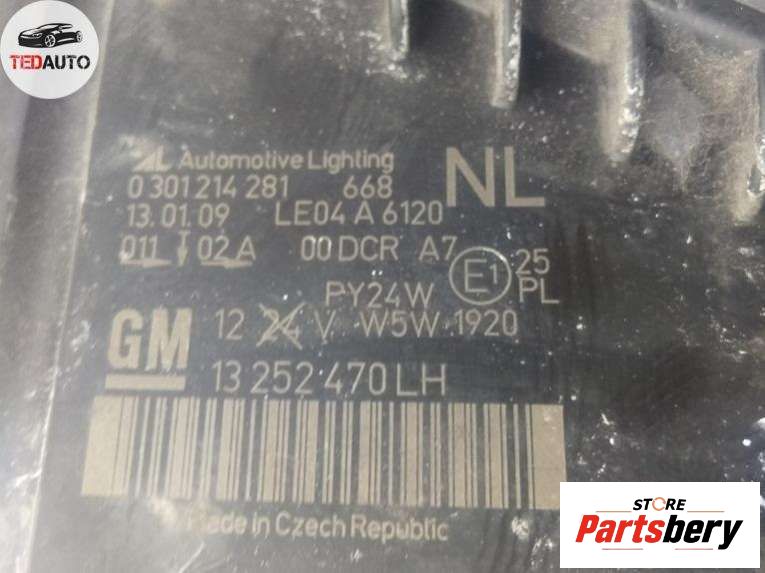 TEDAUTO
AL Automotive Lighting
NL
0 301 214 281 668
13.01.09 LE04 A 6120
011 02A 00 DCR A7
E1 25
PY24W PL
GM 12 24 V W5W 1920
13 252 470 LH
Made in Czech Republic
STORE
Partsbery